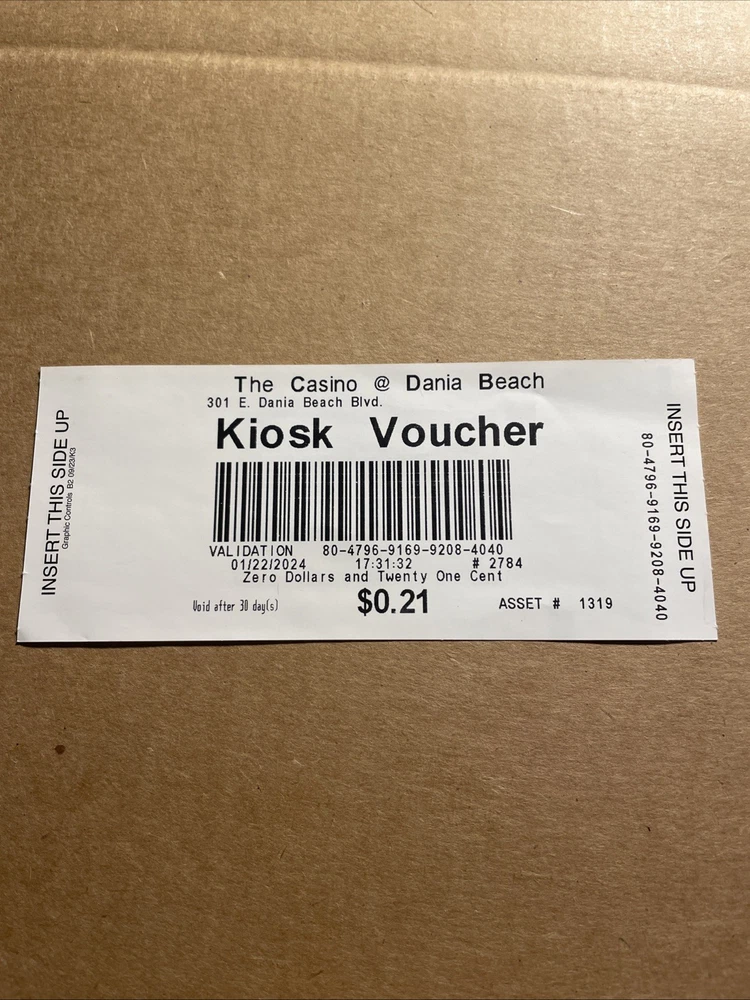 The Casino @ Dania Beach
301 E. Dania Beach Blvd.
Kiosk Voucher
VALIDATION 80-4796-9169-9208-4040
01/22/2024 17:31:32 # 2784
Zero Dollars and Twenty One Cent
Void after 30 day(s) $0.21 ASSET # 1319
INSERT THIS SIDE UP
Graphic Controls B2 09/23/K3
INSERT THIS SIDE UP
80-4796-9169-9208-4040